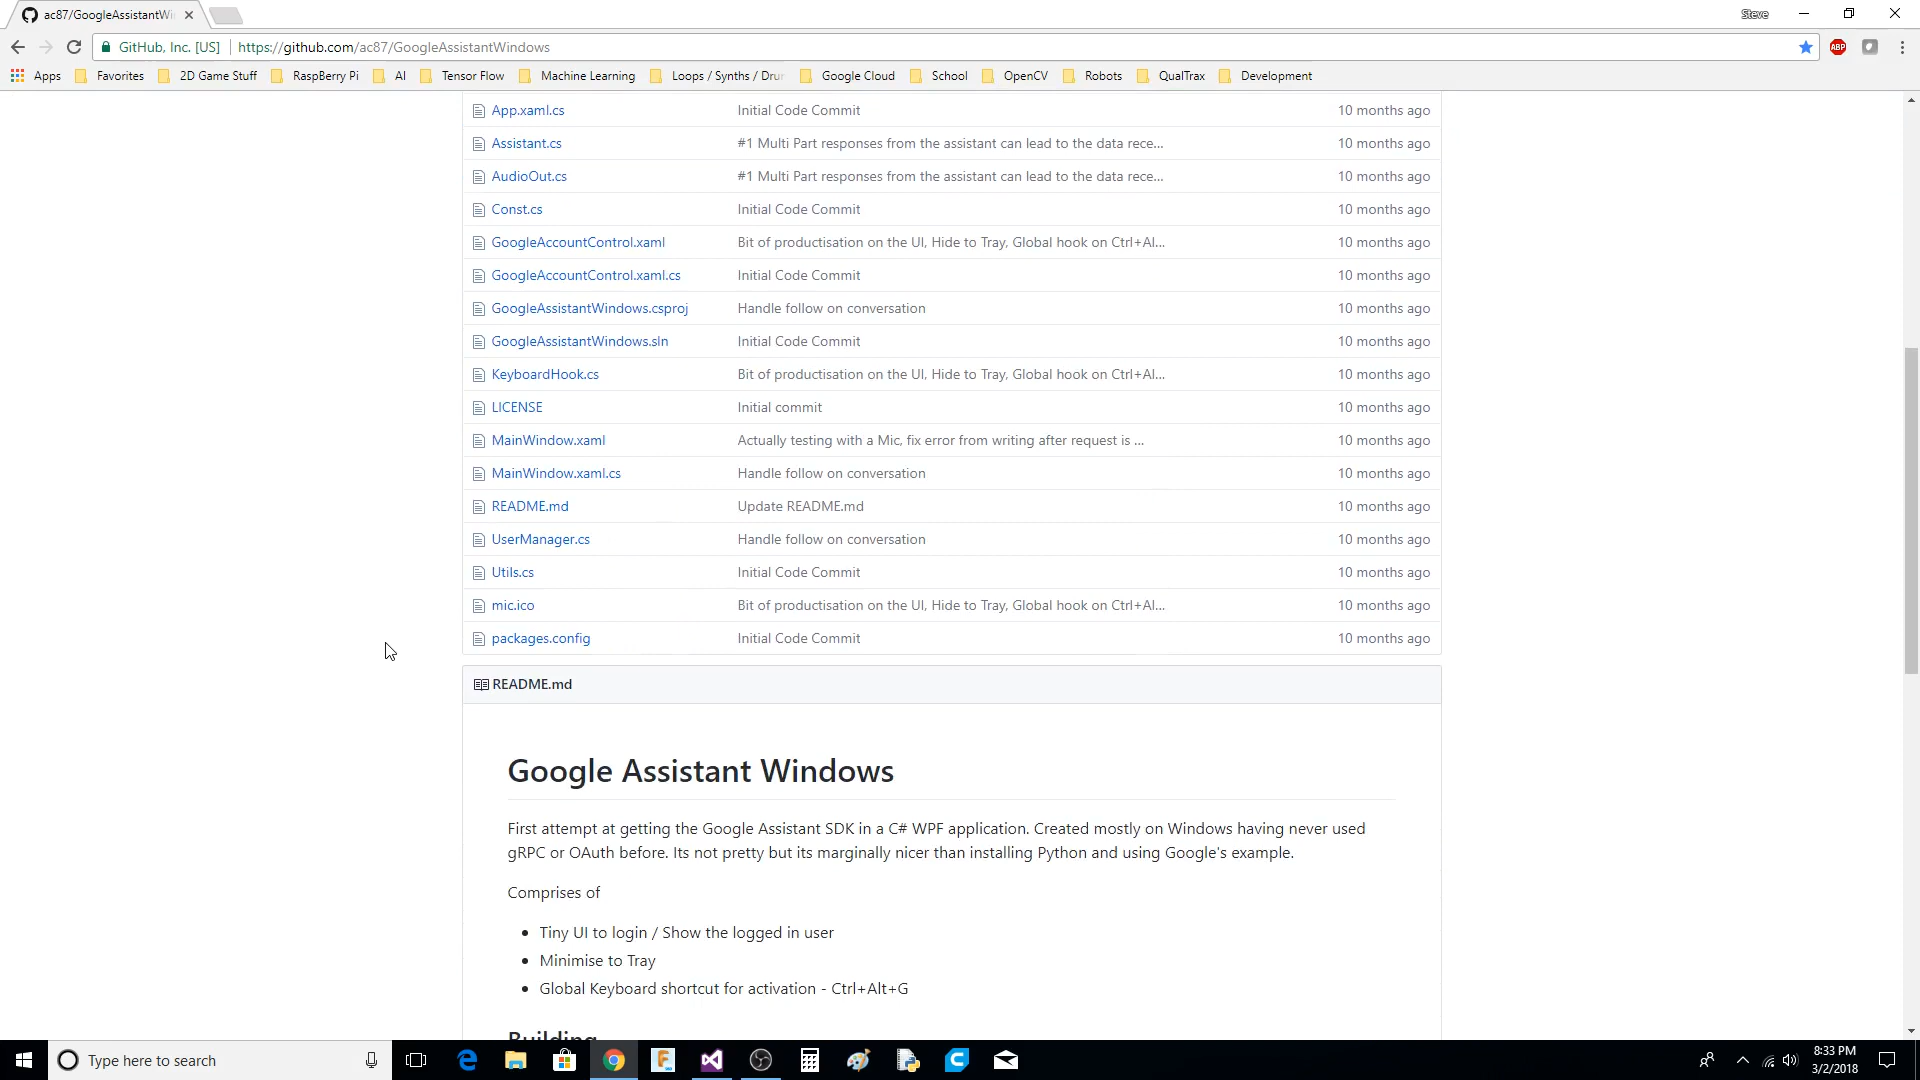 ac87/GoogleAssistantWi
Steve
GitHub, Inc. [US] https://github.com/ac87/GoogleAssistantWindows
ABP
Apps Favorites 2D Game Stuff RaspBerry Pi AI Tensor Flow Machine Learning Loops / Synths / Dru Google Cloud School OpenCV Robots QualTrax Development
App.xaml.cs Initial Code Commit 10 months ago
Assistant.cs #1 Multi Part responses from the assistant can lead to the data rece... 10 months ago
AudioOut.cs #1 Multi Part responses from the assistant can lead to the data rece... 10 months ago
Const.cs Initial Code Commit 10 months ago
GoogleAccountControl.xaml Bit of productisation on the UI, Hide to Tray, Global hook on Ctrl+Al... 10 months ago
GoogleAccountControl.xaml.cs Initial Code Commit 10 months ago
GoogleAssistantWindows.csproj Handle follow on conversation 10 months ago
GoogleAssistantWindows.sln Initial Code Commit 10 months ago
KeyboardHook.cs Bit of productisation on the UI, Hide to Tray, Global hook on Ctrl+Al... 10 months ago
LICENSE Initial commit 10 months ago
MainWindow.xaml Actually testing with a Mic, fix error from writing after request is ... 10 months ago
MainWindow.xaml.cs Handle follow on conversation 10 months ago
README.md Update README.md 10 months ago
UserManager.cs Handle follow on conversation 10 months ago
Utils.cs Initial Code Commit 10 months ago
mic.ico Bit of productisation on the UI, Hide to Tray, Global hook on Ctrl+Al... 10 months ago
packages.config Initial Code Commit 10 months ago
README.md
Google Assistant Windows
First attempt at getting the Google Assistant SDK in a C# WPF application. Created mostly on Windows having never used
gRPC or OAuth before. Its not pretty but its marginally nicer than installing Python and using Google's example.
Comprises of
• Tiny UI to login / Show the logged in user
• Minimise to Tray
• Global Keyboard shortcut for activation - Ctrl+Alt+G
Building
Type here to search
8:33 PM
3/2/2018